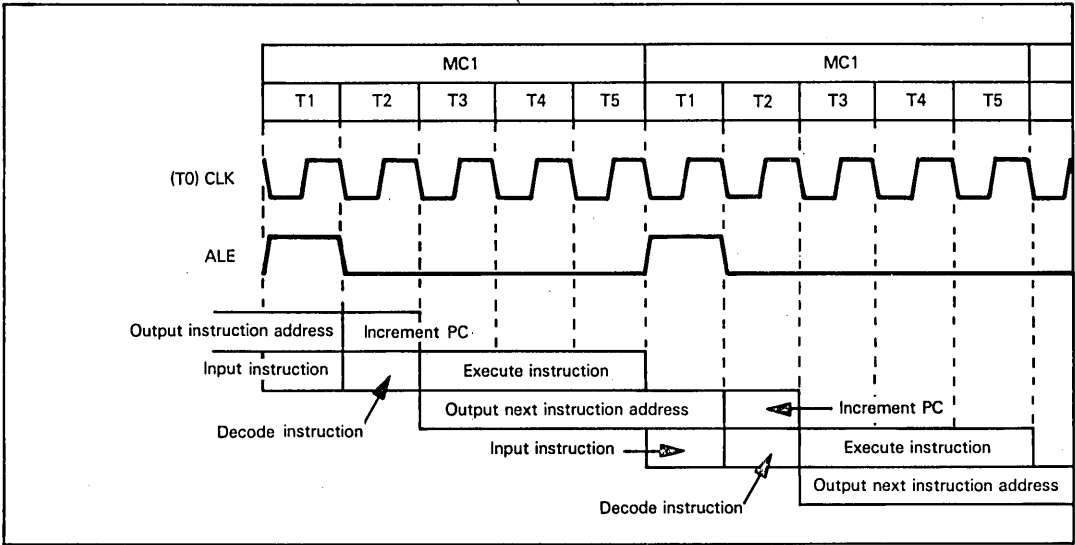 MC1 MC1
T1 T2 T3 T4 T5 T1 T2 T3 T4 T5
(T0) CLK
ALE
Output instruction address Increment PC
Input instruction Execute instruction
Output next instruction address Increment PC
Decode instruction
Input instruction Execute instruction
Output next instruction address
Decode instruction